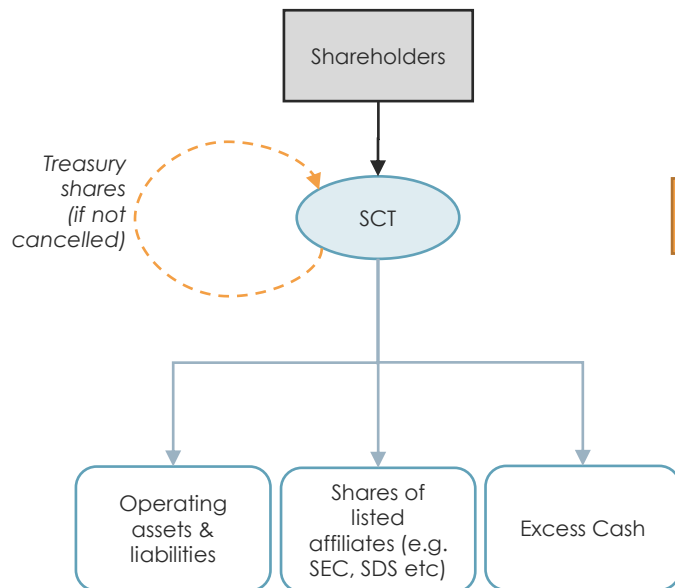 Shareholders
Treasury
shares
(if not
cancelled)
SCT
Operating
assets &
liabilities
Shares of
listed
affiliates (e.g.
SEC, SDS etc)
Excess Cash